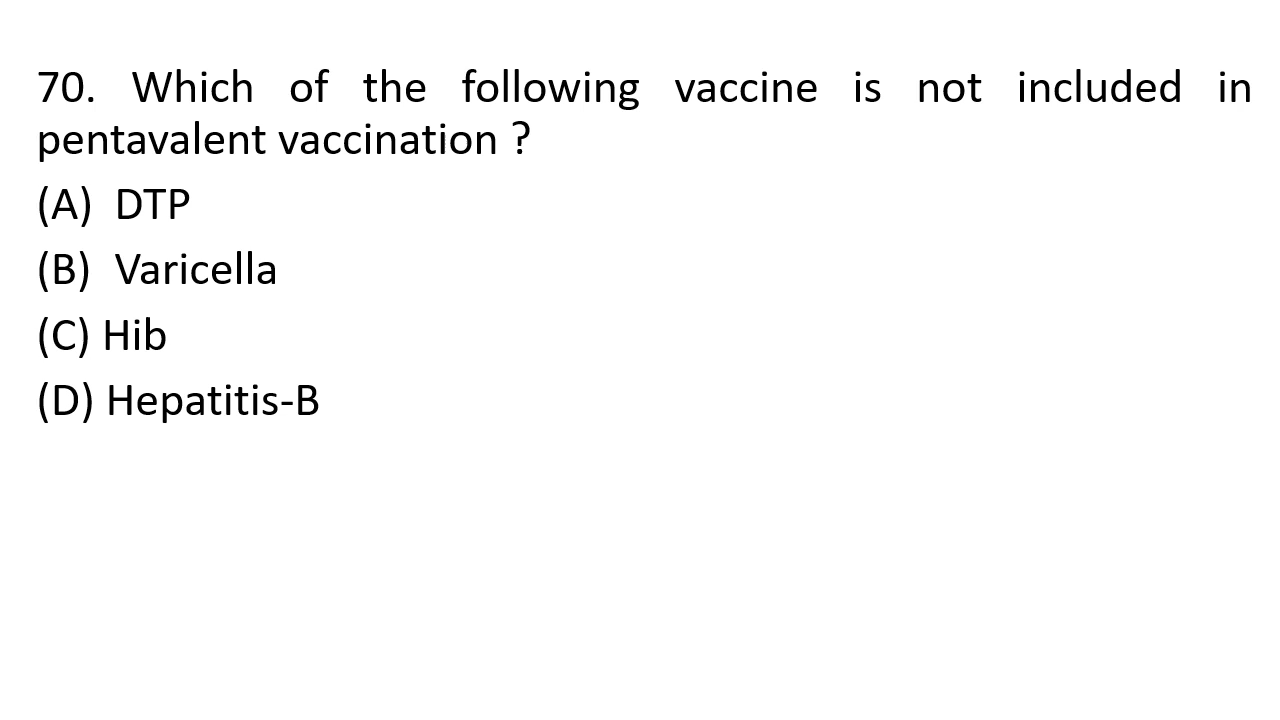 70. Which of the following vaccine is not included in
pentavalent vaccination ?
(A) DTP
(B) Varicella
(C) Hib
(D) Hepatitis-B